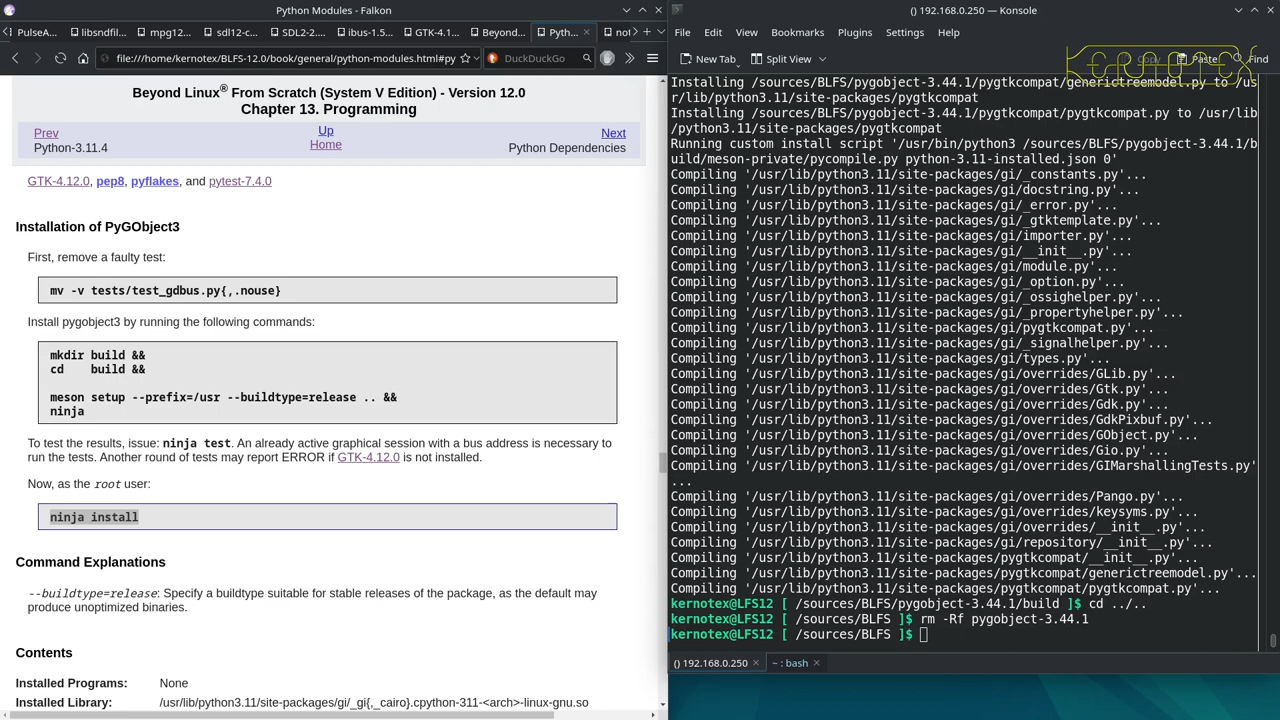 Python Modules - Falkon
PulseA...
libsndfil...
mpg12...
sdl12-c...
SDL2-2...
ibus-1.5...
GTK-4.1...
Beyond...
Pyth...
no
file:///home/kernotex/BLFS-12.0/book/general/python-modules.html#py
DuckDuckGo
Beyond Linux® From Scratch (System V Edition) - Version 12.0
Chapter 13. Programming
Prev
Up
Next
Python-3.11.4
Home
Python Dependencies
GTK-4.12.0, pep8, pyflakes, and pytest-7.4.0
Installation of PyGObject3
First, remove a faulty test:
mv -v tests/test_gdbus.py{,.nouse}
Install pygobject3 by running the following commands:
mkdir build &&
cd    build &&
meson setup --prefix=/usr --buildtype=release .. &&
ninja
To test the results, issue: ninja test. An already active graphical session with a bus address is necessary to
run the tests. Another round of tests may report ERROR if GTK-4.12.0 is not installed.
Now, as the root user:
ninja install
Command Explanations
--buildtype=release: Specify a buildtype suitable for stable releases of the package, as the default may
produce unoptimized binaries.
Contents
Installed Programs: None
Installed Library: /usr/lib/python3.11/site-packages/gi/_gi{,_cairo}.cpython-311-<arch>-linux-gnu.so
() 192.168.0.250 — Konsole
File Edit View Bookmarks Plugins Settings Help
New Tab Split View Copy Paste Find
KERNOTEX
Installing /sources/BLFS/pygobject-3.44.1/pygtkcompat/generictreemodel.py to /us
r/lib/python3.11/site-packages/pygtkcompat
Installing /sources/BLFS/pygobject-3.44.1/pygtkcompat/pygtkcompat.py to /usr/lib
/python3.11/site-packages/pygtkcompat
Running custom install script '/usr/bin/python3 /sources/BLFS/pygobject-3.44.1/b
uild/meson-private/pycompile.py python-3.11-installed.json 0'
Compiling '/usr/lib/python3.11/site-packages/gi/_constants.py'...
Compiling '/usr/lib/python3.11/site-packages/gi/docstring.py'...
Compiling '/usr/lib/python3.11/site-packages/gi/_error.py'...
Compiling '/usr/lib/python3.11/site-packages/gi/_gtktemplate.py'...
Compiling '/usr/lib/python3.11/site-packages/gi/importer.py'...
Compiling '/usr/lib/python3.11/site-packages/gi/__init__.py'...
Compiling '/usr/lib/python3.11/site-packages/gi/module.py'...
Compiling '/usr/lib/python3.11/site-packages/gi/_option.py'...
Compiling '/usr/lib/python3.11/site-packages/gi/_ossighelper.py'...
Compiling '/usr/lib/python3.11/site-packages/gi/_propertyhelper.py'...
Compiling '/usr/lib/python3.11/site-packages/gi/pygtkcompat.py'...
Compiling '/usr/lib/python3.11/site-packages/gi/_signalhelper.py'...
Compiling '/usr/lib/python3.11/site-packages/gi/types.py'...
Compiling '/usr/lib/python3.11/site-packages/gi/overrides/GLib.py'...
Compiling '/usr/lib/python3.11/site-packages/gi/overrides/Gtk.py'...
Compiling '/usr/lib/python3.11/site-packages/gi/overrides/Gdk.py'...
Compiling '/usr/lib/python3.11/site-packages/gi/overrides/GdkPixbuf.py'...
Compiling '/usr/lib/python3.11/site-packages/gi/overrides/GObject.py'...
Compiling '/usr/lib/python3.11/site-packages/gi/overrides/Gio.py'...
Compiling '/usr/lib/python3.11/site-packages/gi/overrides/GIMarshallingTests.py'
...
Compiling '/usr/lib/python3.11/site-packages/gi/overrides/Pango.py'...
Compiling '/usr/lib/python3.11/site-packages/gi/overrides/keysyms.py'...
Compiling '/usr/lib/python3.11/site-packages/gi/overrides/__init__.py'...
Compiling '/usr/lib/python3.11/site-packages/gi/repository/__init__.py'...
Compiling '/usr/lib/python3.11/site-packages/pygtkcompat/__init__.py'...
Compiling '/usr/lib/python3.11/site-packages/pygtkcompat/generictreemodel.py'...
Compiling '/usr/lib/python3.11/site-packages/pygtkcompat/pygtkcompat.py'...
kernotex@LFS12 [ /sources/BLFS/pygobject-3.44.1/build ]$ cd ../..
kernotex@LFS12 [ /sources/BLFS ]$ rm -Rf pygobject-3.44.1
kernotex@LFS12 [ /sources/BLFS ]$
() 192.168.0.250
~ : bash